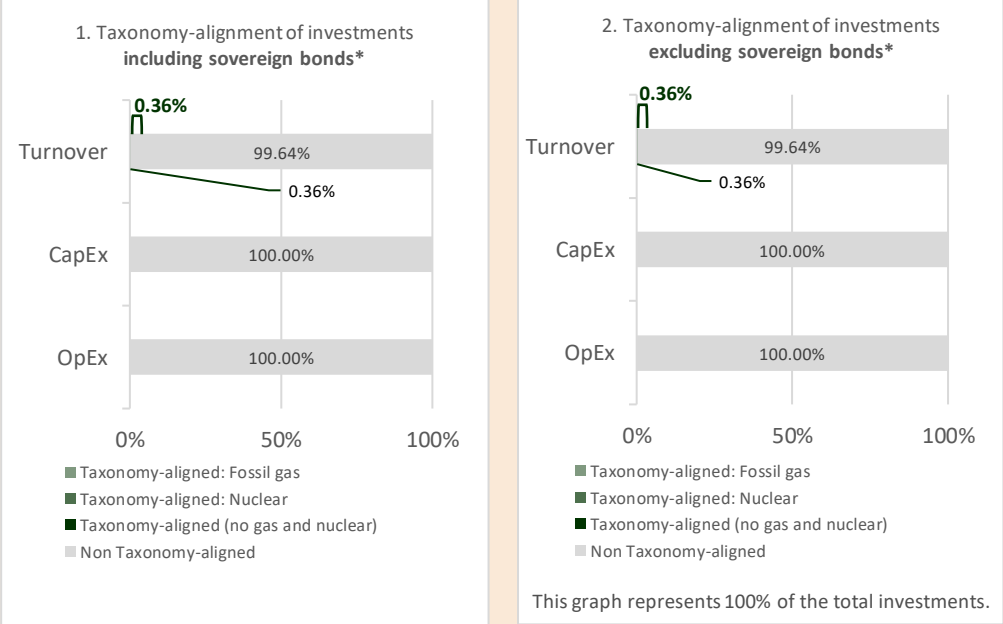 1. Taxonomy-alignment of investments
including sovereign bonds*
0.36%
Turnover
99.64%
0.36%
CapEx
100.00%
OpEx
100.00%
0%
50%
100%
Taxonomy-aligned: Fossil gas
Taxonomy-aligned: Nuclear
Taxonomy-aligned (no gas and nuclear)
Non Taxonomy-aligned
2. Taxonomy-alignment of investments
excluding sovereign bonds*
0.36%
Turnover
99.64%
0.36%
CapEx
100.00%
OpEx
100.00%
0%
50%
100%
Taxonomy-aligned: Fossil gas
Taxonomy-aligned: Nuclear
Taxonomy-aligned (no gas and nuclear)
Non Taxonomy-aligned
This graph represents 100% of the total investments.